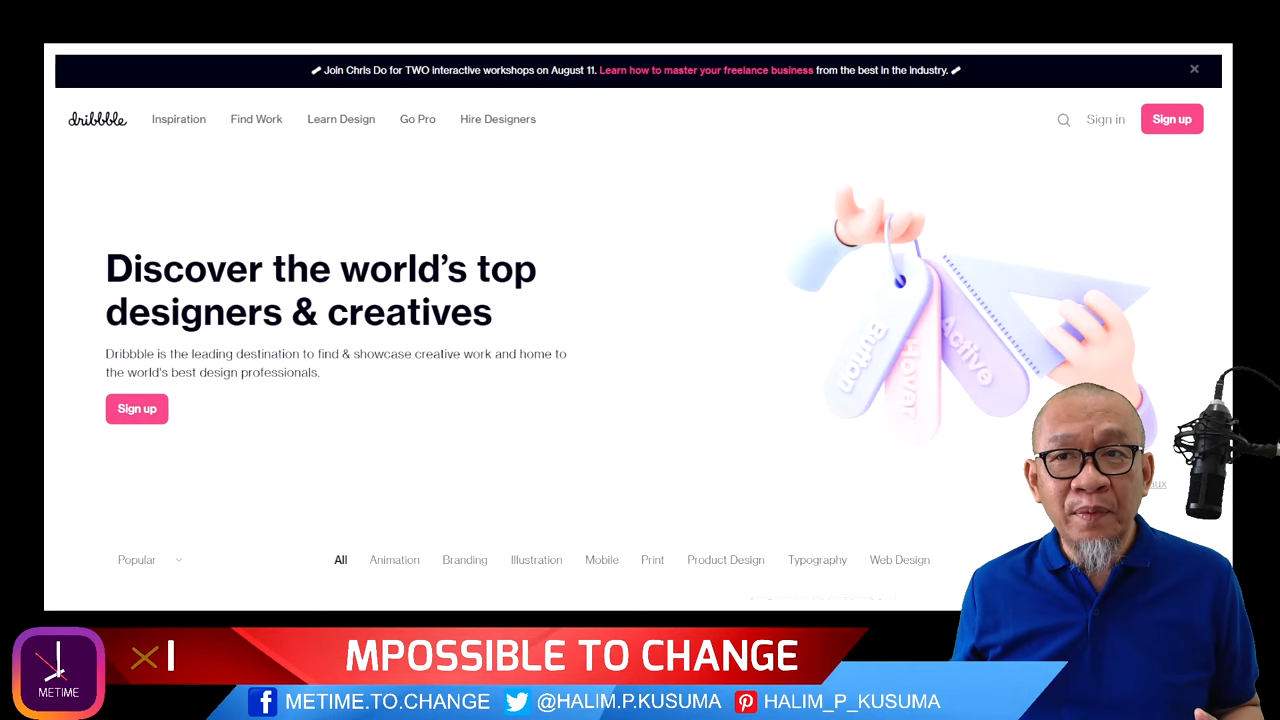 Join Chris Do for TWO interactive workshops on August 11. Learn how to master your freelance business from the best in the industry.
dribbble Inspiration Find Work Learn Design Go Pro Hire Designers Sign in Sign up
Discover the world's top
designers & creatives
Dribbble is the leading destination to find & showcase creative work and home to
the world's best design professionals.
Sign up
Button
Hover
Active
Popular All Animation Branding Illustration Mobile Print Product Design Typography Web Design
METIME
X I MPOSSIBLE TO CHANGE
METIME.TO.CHANGE @HALIM.P.KUSUMA HALIM_P_KUSUMA